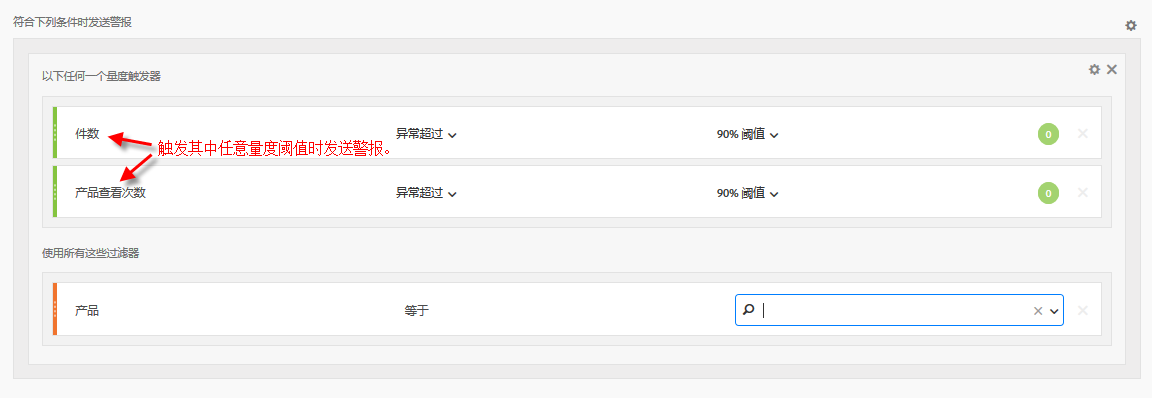 符合下列条件时发送警报
以下任何一个量度触发器
件数 异常超过 90% 阈值 0
触发其中任意量度阈值时发送警报。
产品查看次数 异常超过 90% 阈值 0
使用所有这些过滤器
产品 等于